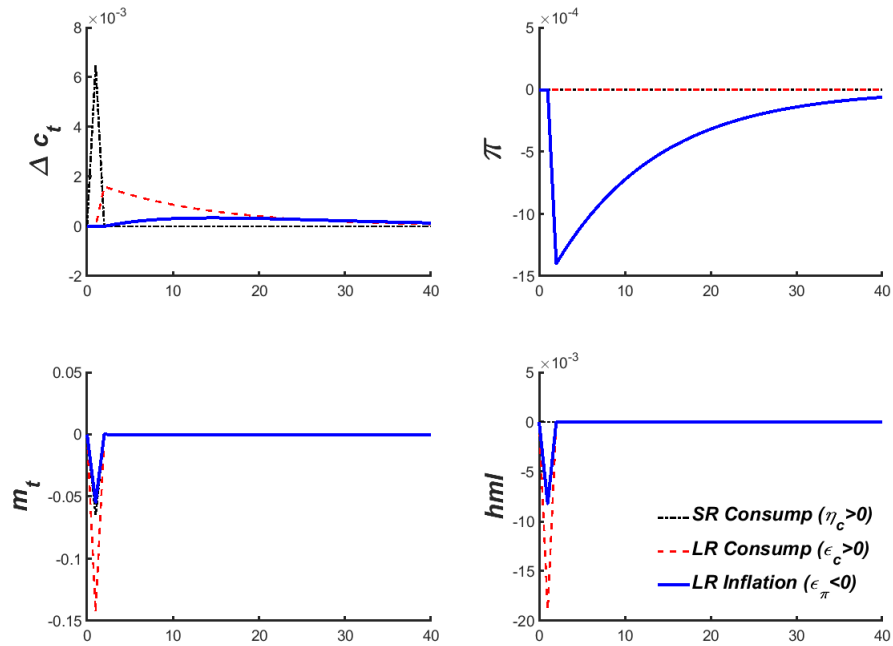 ×10⁻³
8
6
4
2
0
-2
Δ c_t
0 10 20 30 40
×10⁻⁴
5
0
-5
-10
-15
π
0 10 20 30 40
0.05
0
-0.05
-0.1
-0.15
m_t
0 10 20 30 40
×10⁻³
5
0
-5
-10
-15
-20
hml
0 10 20 30 40
SR Consump (η_c>0)
LR Consump (ϵ_c>0)
LR Inflation (ϵ_π<0)